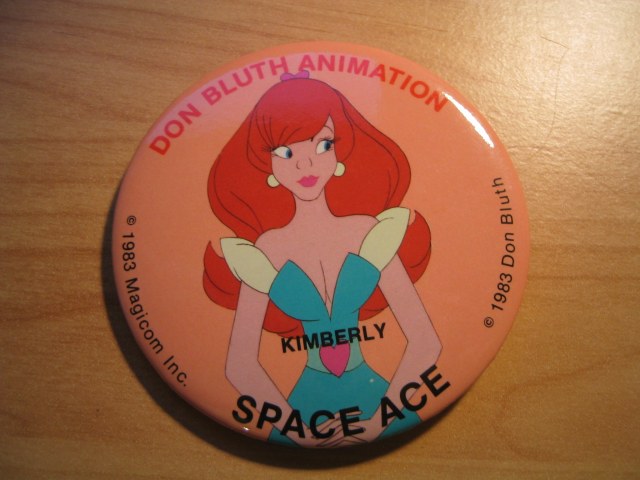 DON BLUTH ANIMATION
© 1983 Magicom Inc.
© 1983 Don Bluth
KIMBERLY
SPACE ACE